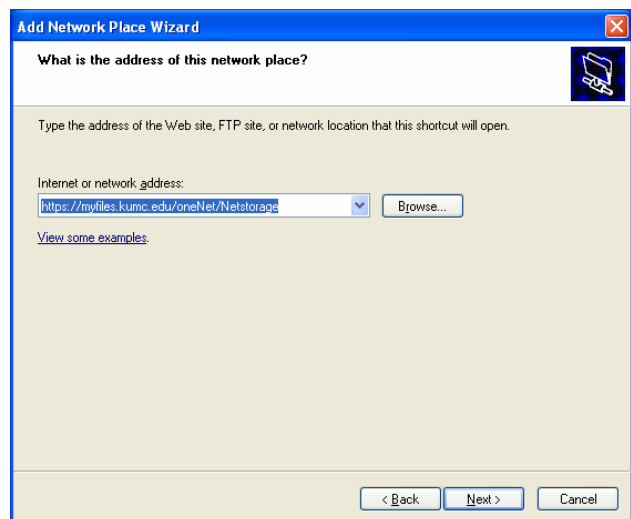 Add Network Place Wizard
What is the address of this network place?
Type the address of the Web site, FTP site, or network location that this shortcut will open.
Internet or network address:
https://myfiles.kumc.edu/oneNet/Netstorage
Browse...
View some examples.
< Back
Next >
Cancel